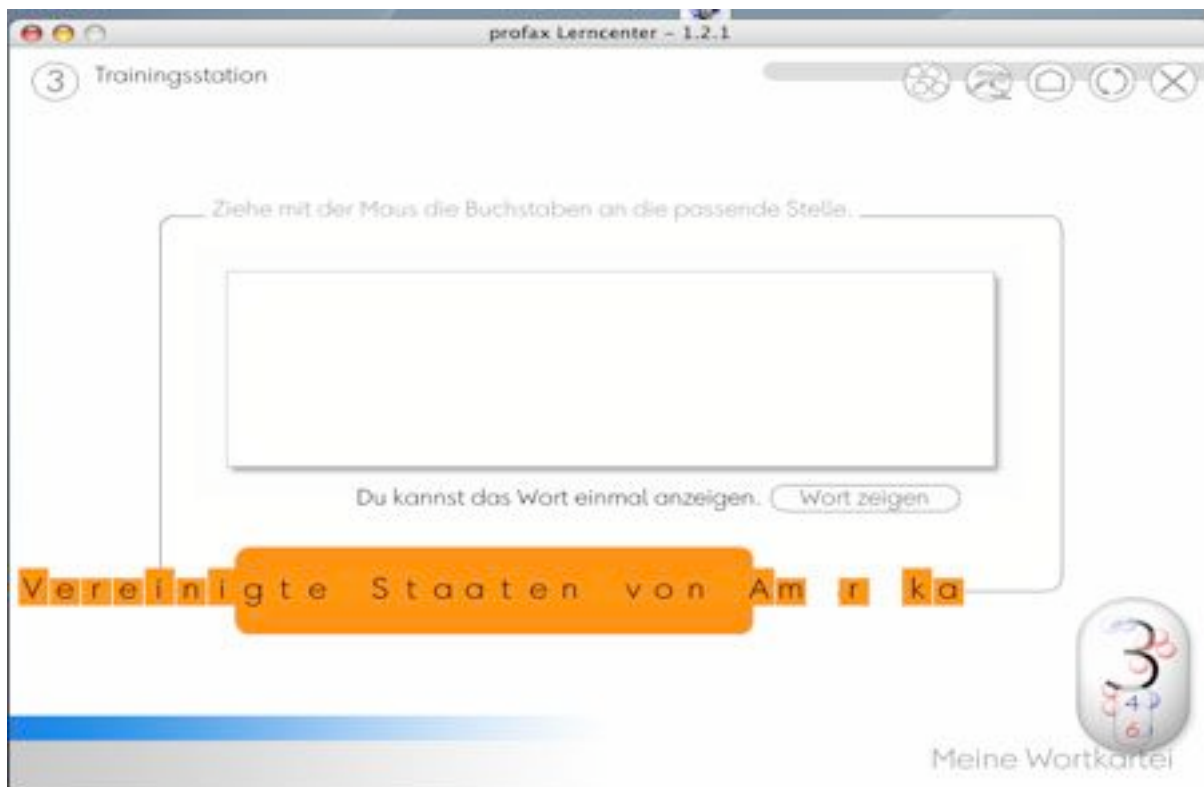 profax Lerncenter – 1.2.1
3 Trainingsstation
Ziehe mit der Maus die Buchstaben an die passende Stelle.
Du kannst das Wort einmal anzeigen. Wort zeigen
Vereinigte Staaten von Am r ka
3
4
6
Meine Wortkartei